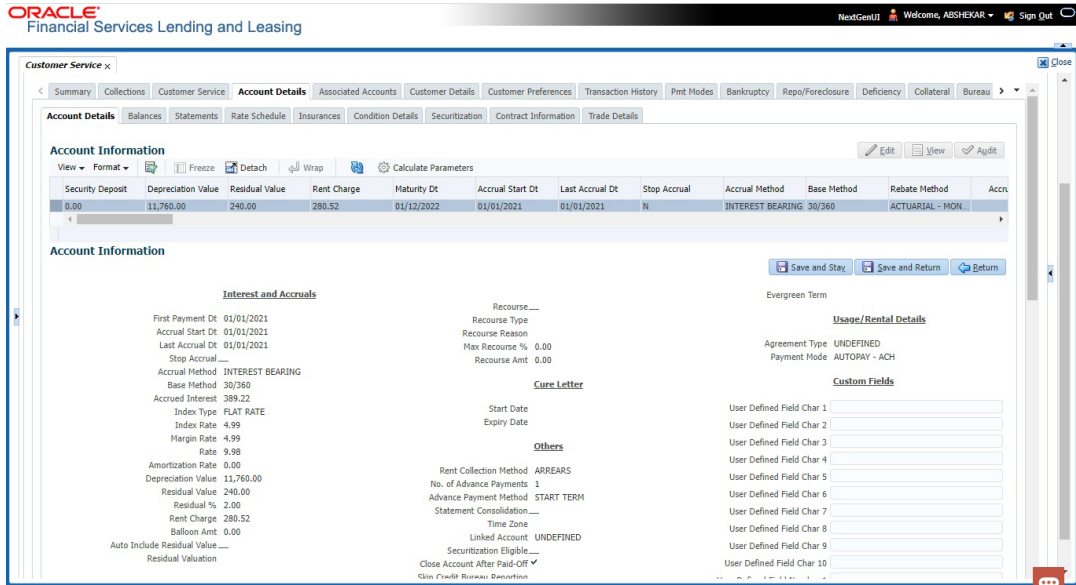 ORACLE
Financial Services Lending and Leasing
NextGenUI Welcome, ABSHEKAR Sign Out
Customer Service x
Close
Summary Collections Customer Service Account Details Associated Accounts Customer Details Customer Preferences Transaction History Pmt Modes Bankruptcy Repo/Foreclosure Deficiency Collateral Bureau
Account Details Balances Statements Rate Schedule Insurances Condition Details Securitization Contract Information Trade Details
Account Information
Edit View Audit
View Format Freeze Detach Wrap Calculate Parameters
Security Deposit Depreciation Value Residual Value Rent Charge Maturity Dt Accrual Start Dt Last Accrual Dt Stop Accrual Accrual Method Base Method Rebate Method Accru
0.00 11,760.00 240.00 280.52 01/12/2022 01/01/2021 01/01/2021 N INTEREST BEARING 30/360 ACTUARIAL - MON...
Account Information
Save and Stay Save and Return Return
Interest and Accruals
First Payment Dt 01/01/2021
Accrual Start Dt 01/01/2021
Last Accrual Dt 01/01/2021
Stop Accrual
Accrual Method INTEREST BEARING
Base Method 30/360
Accrued Interest 389.22
Index Type FLAT RATE
Index Rate 4.99
Margin Rate 4.99
Rate 9.98
Amortization Rate 0.00
Depreciation Value 11,760.00
Residual Value 240.00
Residual % 2.00
Rent Charge 280.52
Balloon Amt 0.00
Auto Include Residual Value
Residual Valuation
Recourse
Recourse Type
Recourse Reason
Max Recourse % 0.00
Recourse Amt 0.00
Cure Letter
Start Date
Expiry Date
Others
Rent Collection Method ARREARS
No. of Advance Payments 1
Advance Payment Method START TERM
Statement Consolidation
Time Zone
Linked Account UNDEFINED
Securitization Eligible
Close Account After Paid-Off ✔
Skip Credit Bureau Reporting
Evergreen Term
Usage/Rental Details
Agreement Type UNDEFINED
Payment Mode AUTOPAY - ACH
Custom Fields
User Defined Field Char 1
User Defined Field Char 2
User Defined Field Char 3
User Defined Field Char 4
User Defined Field Char 5
User Defined Field Char 6
User Defined Field Char 7
User Defined Field Char 8
User Defined Field Char 9
User Defined Field Char 10